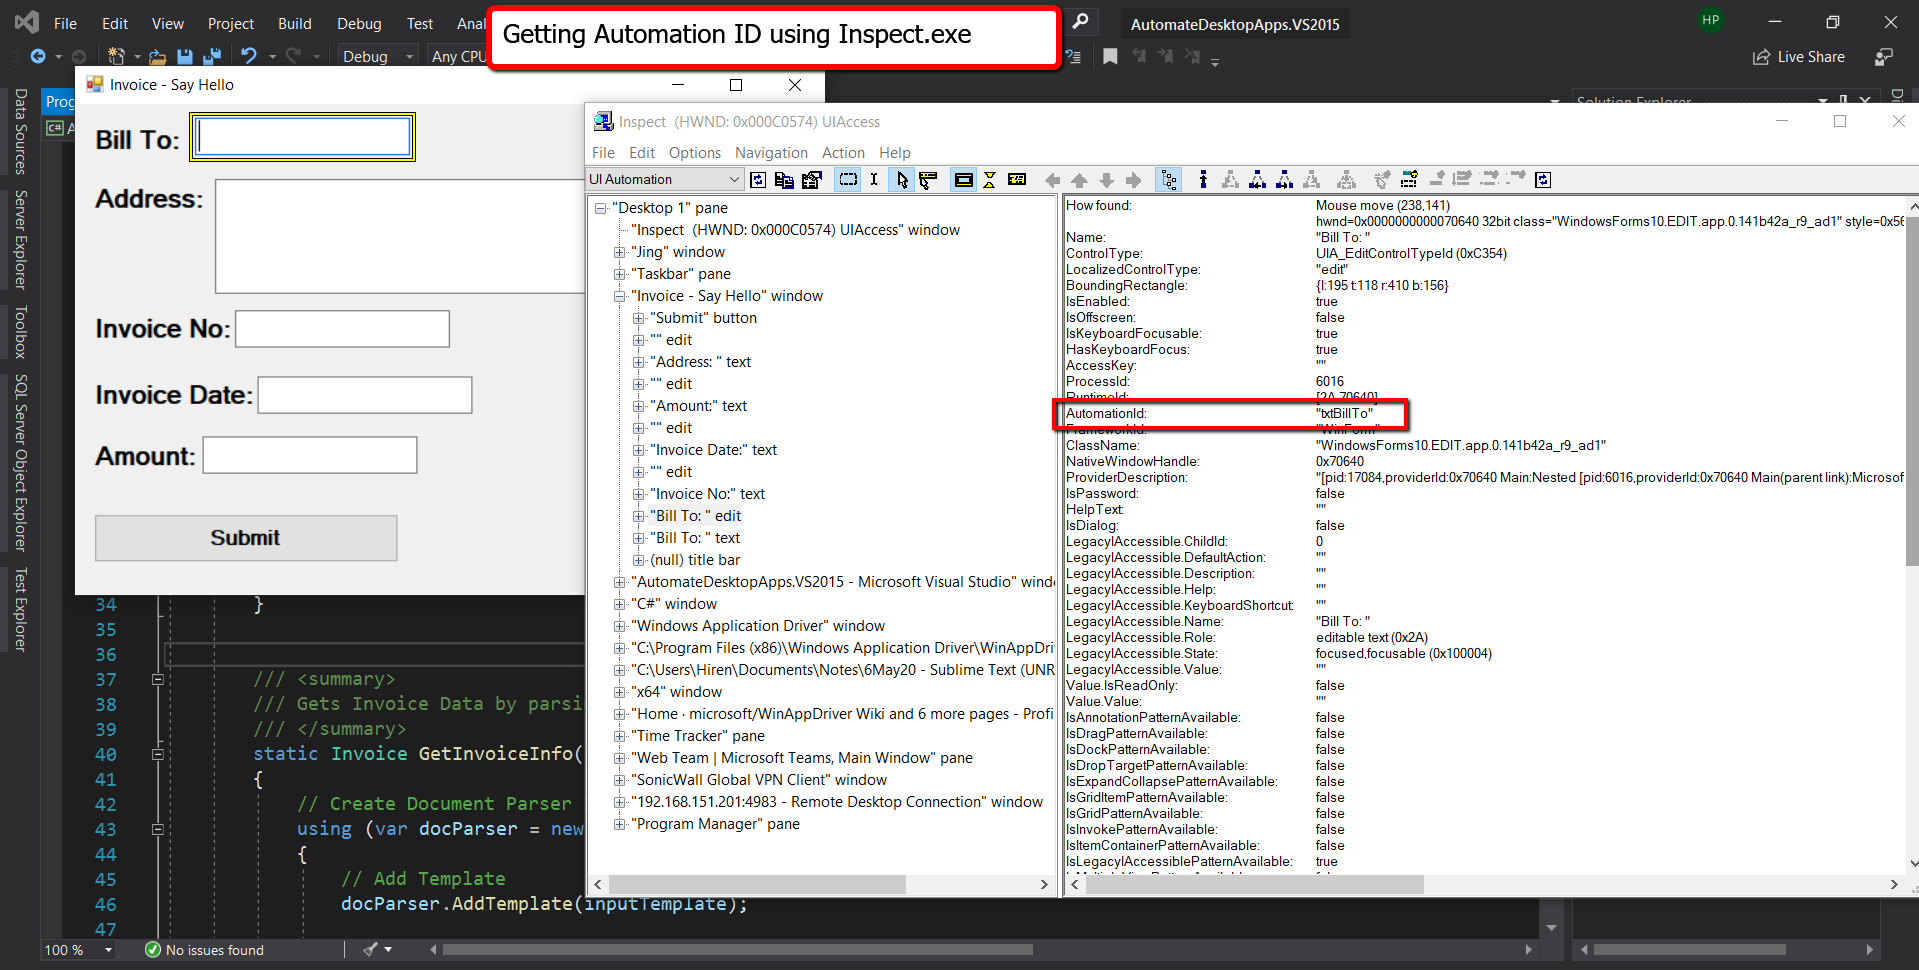 File Edit View Project Build Debug Test
Getting Automation ID using Inspect.exe
AutomateDesktopApps.VS2015
HP
Debug
Live Share
Data Sources
Server Explorer
Toolbox
SQL Server Object Explorer
Test Explorer
Invoice - Say Hello
Bill To:
Address:
Invoice No:
Invoice Date:
Amount:
Submit
Solution Explorer
Inspect (HWND: 0x000C0574) UIAccess
File Edit Options Navigation Action Help
UI Automation
"Desktop 1" pane
"Inspect (HWND: 0x000C0574) UIAccess" window
"Jing" window
"Taskbar" pane
"Invoice - Say Hello" window
"Submit" button
"" edit
"Address: " text
"" edit
"Amount:" text
"" edit
"Invoice Date:" text
"" edit
"Invoice No:" text
"Bill To: " edit
"Bill To: " text
(null) title bar
"AutomateDesktopApps.VS2015 - Microsoft Visual Studio" windo
"C#" window
"Windows Application Driver" window
"C:\Program Files (x86)\Windows Application Driver\WinAppDri
"C:\Users\Hiren\Documents\Notes\6May20 - Sublime Text (UNR
"x64" window
"Home · microsoft/WinAppDriver Wiki and 6 more pages - Profi
"Time Tracker" pane
"Web Team | Microsoft Teams, Main Window" pane
"SonicWall Global VPN Client" window
"192.168.151.201:4983 - Remote Desktop Connection" window
"Program Manager" pane
How found: Mouse move (238,141)
hwnd=0x0000000000070640 32bit class="WindowsForms10.EDIT.app.0.141b42a_r9_ad1" style=0x56
Name: "Bill To: "
ControlType: UIA_EditControlTypeId (0xC354)
LocalizedControlType: "edit"
BoundingRectangle: {l:195 t:118 r:410 b:156}
IsEnabled: true
IsOffscreen: false
IsKeyboardFocusable: true
HasKeyboardFocus: true
AccessKey: ""
ProcessId: 6016
RuntimeId: [2A.70640]
AutomationId: "txtBillTo"
FrameworkId: "WinForm"
ClassName: "WindowsForms10.EDIT.app.0.141b42a_r9_ad1"
NativeWindowHandle: 0x70640
ProviderDescription: "[pid:17084,providerId:0x70640 Main:Nested [pid:6016,providerId:0x70640 Main(parent link):Microsof
IsPassword: false
HelpText: ""
IsDialog: false
LegacyIAccessible.ChildId: 0
LegacyIAccessible.DefaultAction: ""
LegacyIAccessible.Description: ""
LegacyIAccessible.Help: ""
LegacyIAccessible.KeyboardShortcut: ""
LegacyIAccessible.Name: "Bill To: "
LegacyIAccessible.Role: editable text (0x2A)
LegacyIAccessible.State: focused,focusable (0x100004)
LegacyIAccessible.Value: ""
Value.IsReadOnly: false
Value.Value: ""
IsAnnotationPatternAvailable: false
IsDragPatternAvailable: false
IsDockPatternAvailable: false
IsDropTargetPatternAvailable: false
IsExpandCollapsePatternAvailable: false
IsGridItemPatternAvailable: false
IsGridPatternAvailable: false
IsInvokePatternAvailable: false
IsItemContainerPatternAvailable: false
IsLegacyIAccessiblePatternAvailable: true
34 }
35
36
37 /// <summary>
38 /// Gets Invoice Data by parsi
39 /// </summary>
40 static Invoice GetInvoiceInfo(
41 {
42 // Create Document Parser
43 using (var docParser = new
44 {
45 // Add Template
46 docParser.AddTemplate(inputTemplate);
47
100 % No issues found